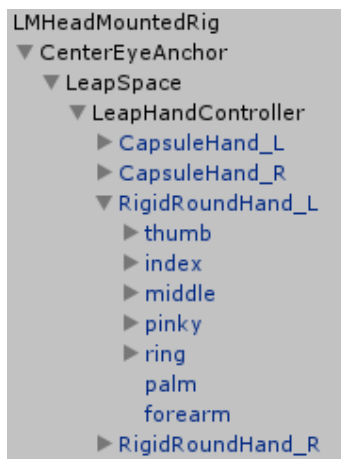 LMHeadMountedRig
CenterEyeAnchor
LeapSpace
LeapHandController
CapsuleHand_L
CapsuleHand_R
RigidRoundHand_L
thumb
index
middle
pinky
ring
palm
forearm
RigidRoundHand_R